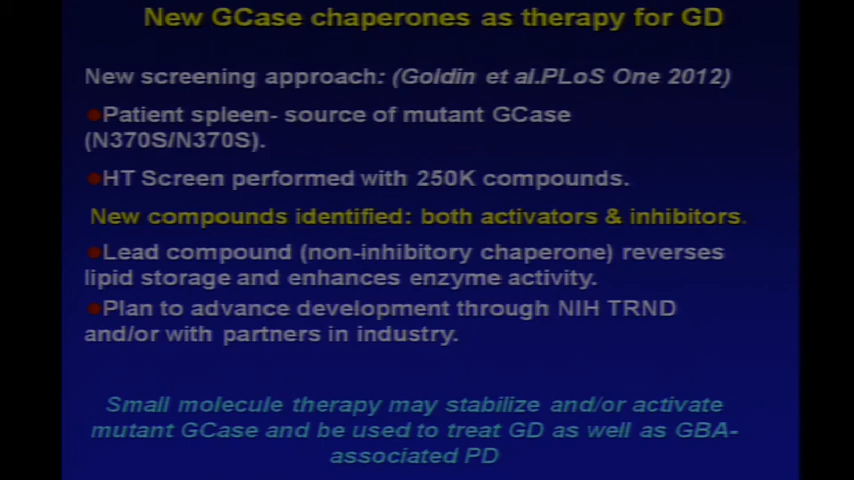 New GCase chaperones as therapy for GD
New screening approach: (Goldin et al.PLoS One 2012)
●Patient spleen- source of mutant GCase
(N370S/N370S).
●HT Screen performed with 250K compounds.
New compounds identified: both activators & inhibitors.
●Lead compound (non-inhibitory chaperone) reverses
lipid storage and enhances enzyme activity.
●Plan to advance development through NIH TRND
and/or with partners in industry.
Small molecule therapy may stabilize and/or activate
mutant GCase and be used to treat GD as well as GBA-
associated PD